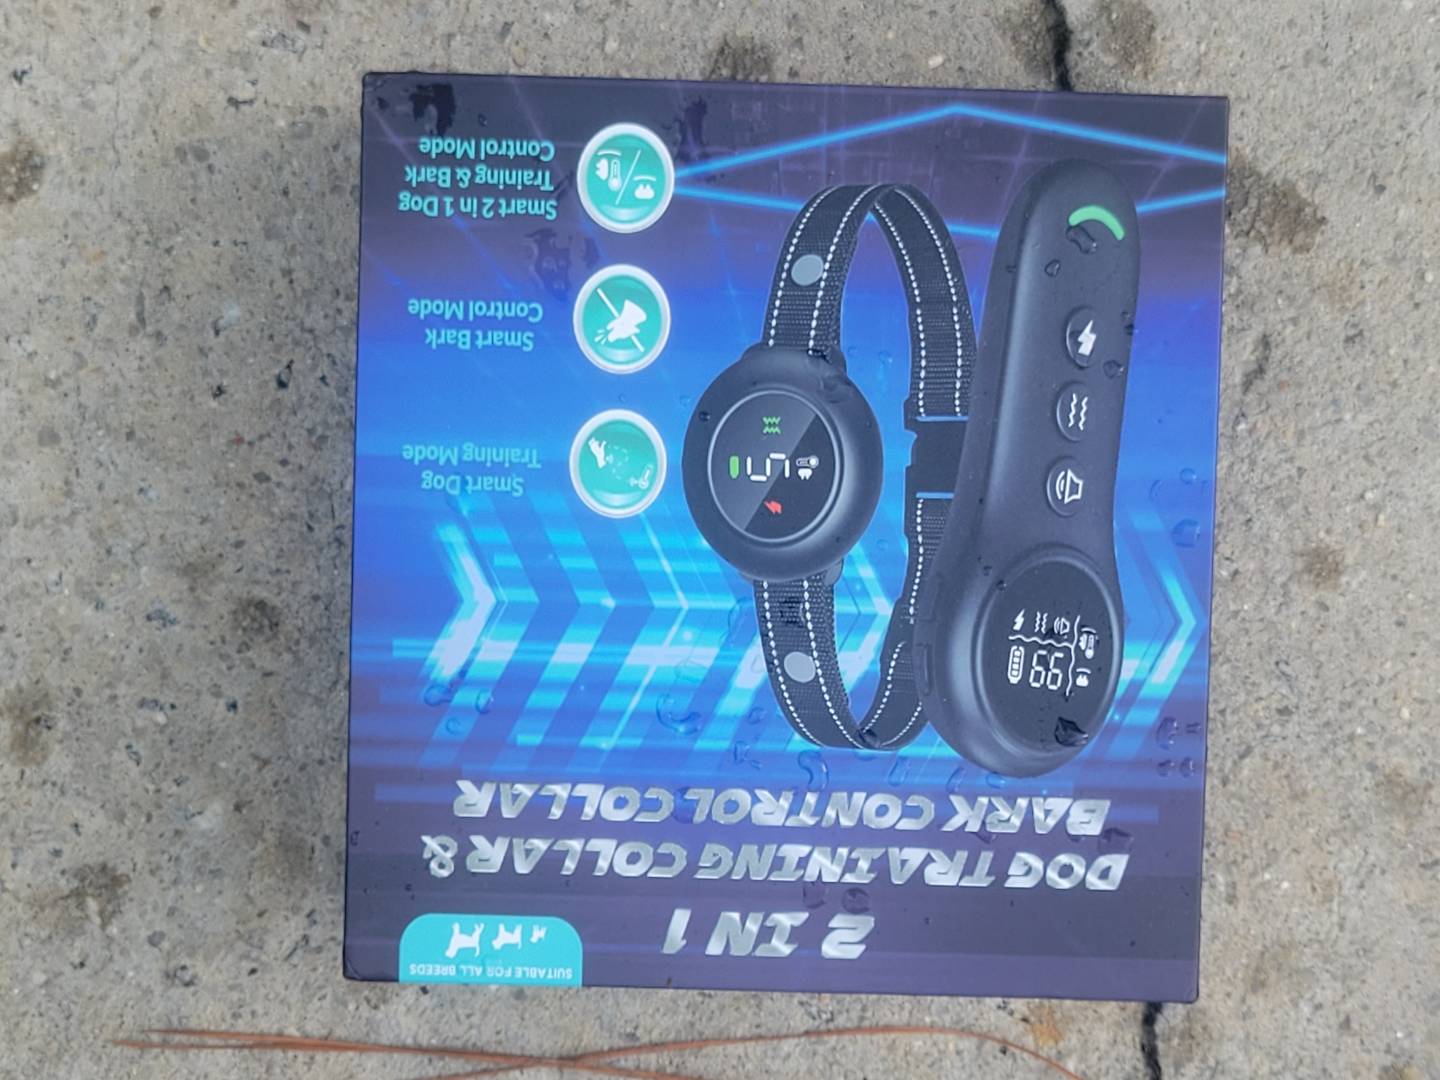 SUITABLE FOR ALL BREEDS
2 IN 1
DOG TRAINING COLLAR &
BARK CONTROL COLLAR
99
Smart Dog
Training Mode
Smart Bark
Control Mode
Smart 2 in 1 Dog
Training & Bark
Control Mode